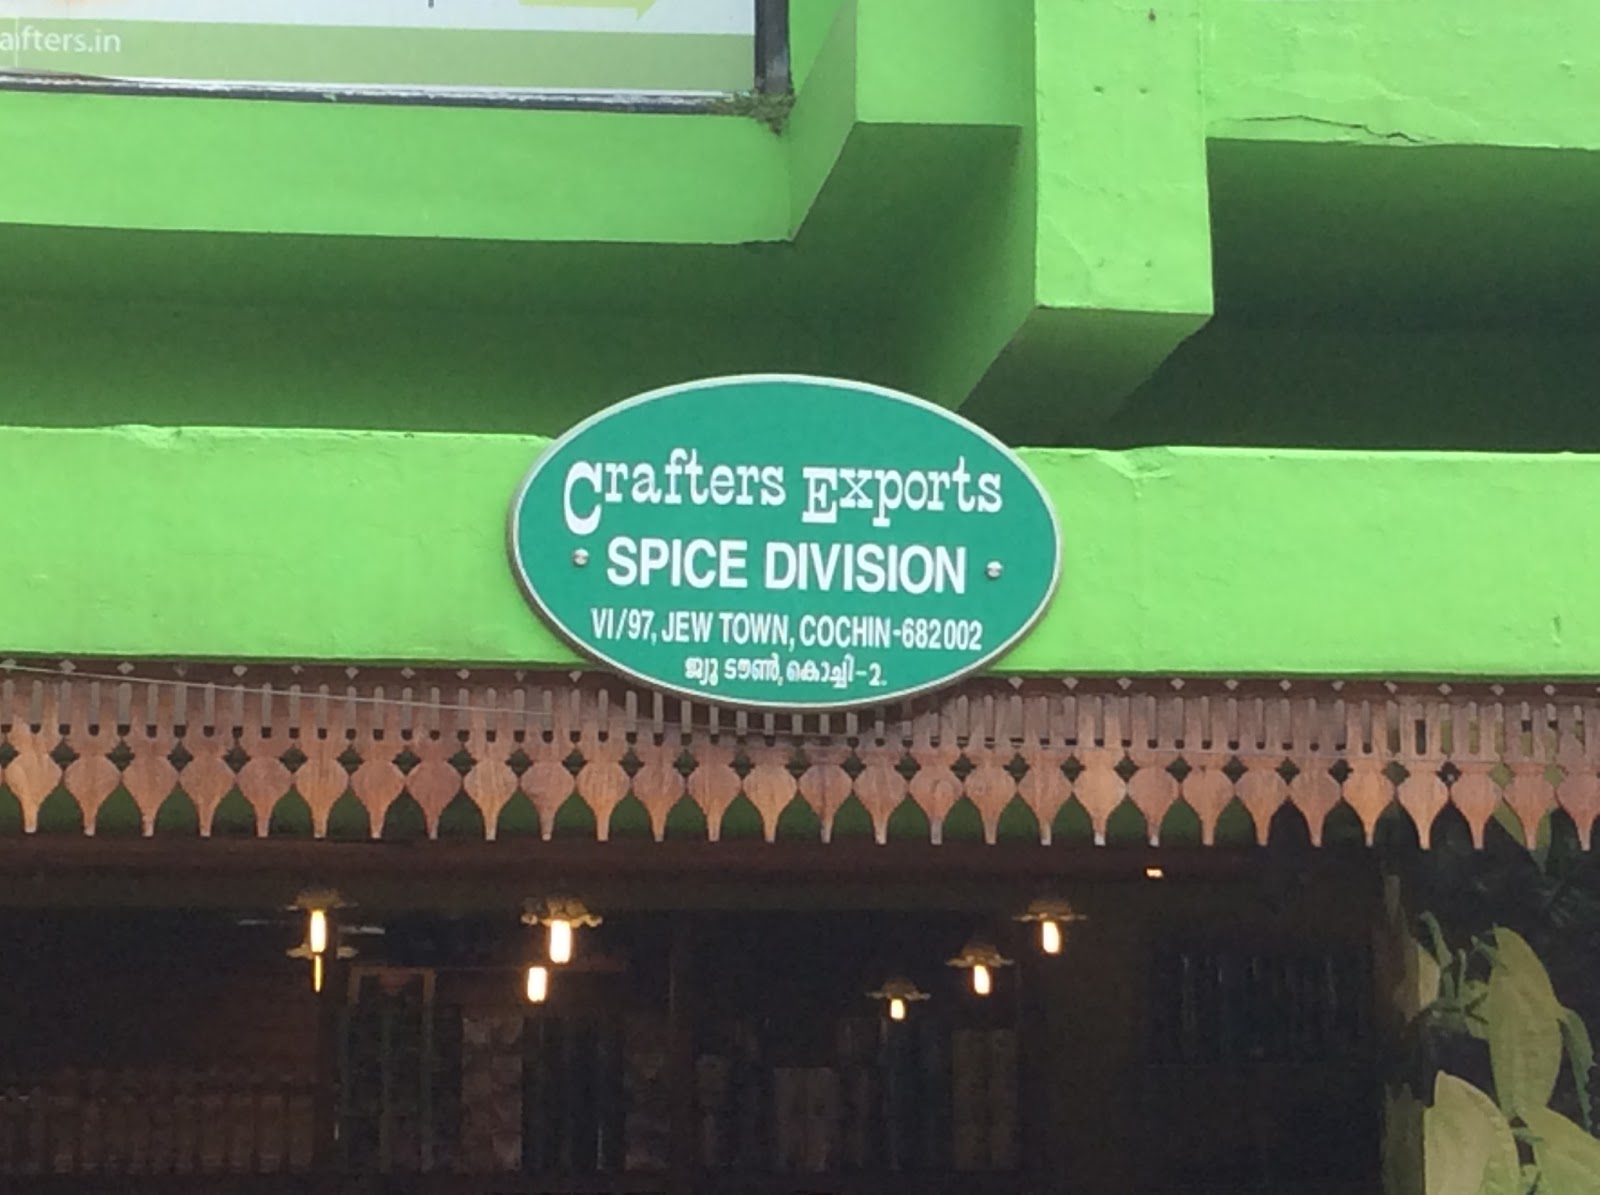 afters.in
Crafters Exports
SPICE DIVISION
VI/97, JEW TOWN, COCHIN-682002
ജ്യൂ ടൗൺ, കൊച്ചി-2.